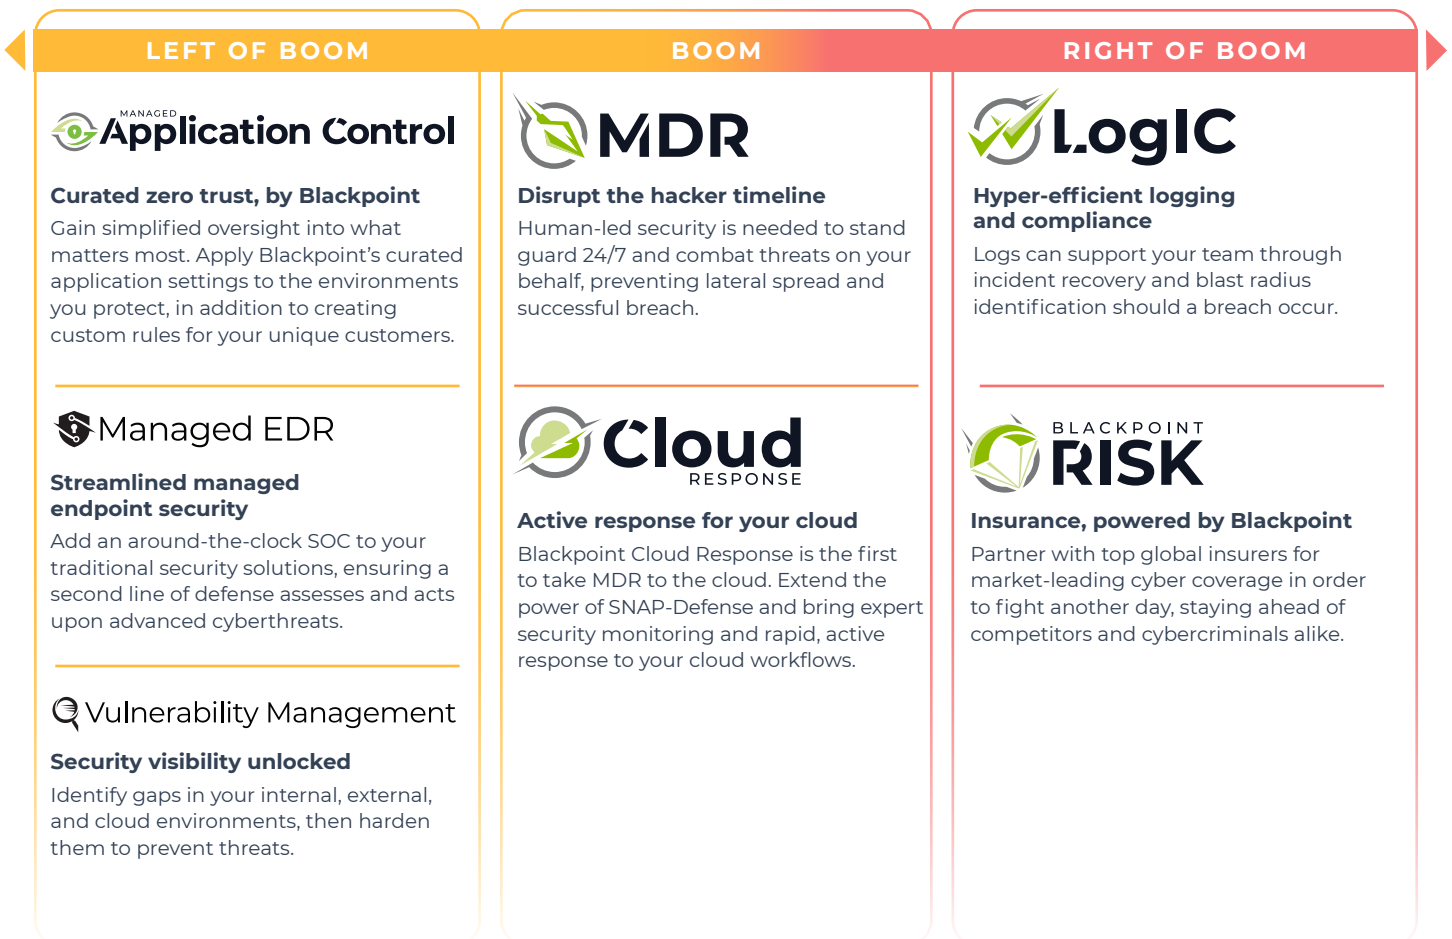 LEFT OF BOOM
BOOM
RIGHT OF BOOM
MANAGED
Application Control
Curated zero trust, by Blackpoint
Gain simplified oversight into what
matters most. Apply Blackpoint’s curated
application settings to the environments
you protect, in addition to creating
custom rules for your unique customers.
Managed EDR
Streamlined managed
endpoint security
Add an around-the-clock SOC to your
traditional security solutions, ensuring a
second line of defense assesses and acts
upon advanced cyberthreats.
Vulnerability Management
Security visibility unlocked
Identify gaps in your internal, external,
and cloud environments, then harden
them to prevent threats.
MDR
Disrupt the hacker timeline
Human-led security is needed to stand
guard 24/7 and combat threats on your
behalf, preventing lateral spread and
successful breach.
Cloud
RESPONSE
Active response for your cloud
Blackpoint Cloud Response is the first
to take MDR to the cloud. Extend the
power of SNAP-Defense and bring expert
security monitoring and rapid, active
response to your cloud workflows.
LogIC
Hyper-efficient logging
and compliance
Logs can support your team through
incident recovery and blast radius
identification should a breach occur.
BLACKPOINT
RISK
Insurance, powered by Blackpoint
Partner with top global insurers for
market-leading cyber coverage in order
to fight another day, staying ahead of
competitors and cybercriminals alike.